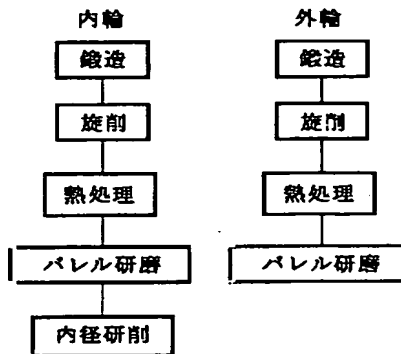 内輪 外輪
鍛造 鍛造
旋削 旋削
熱処理 熱処理
バレル研磨 バレル研磨
内径研削